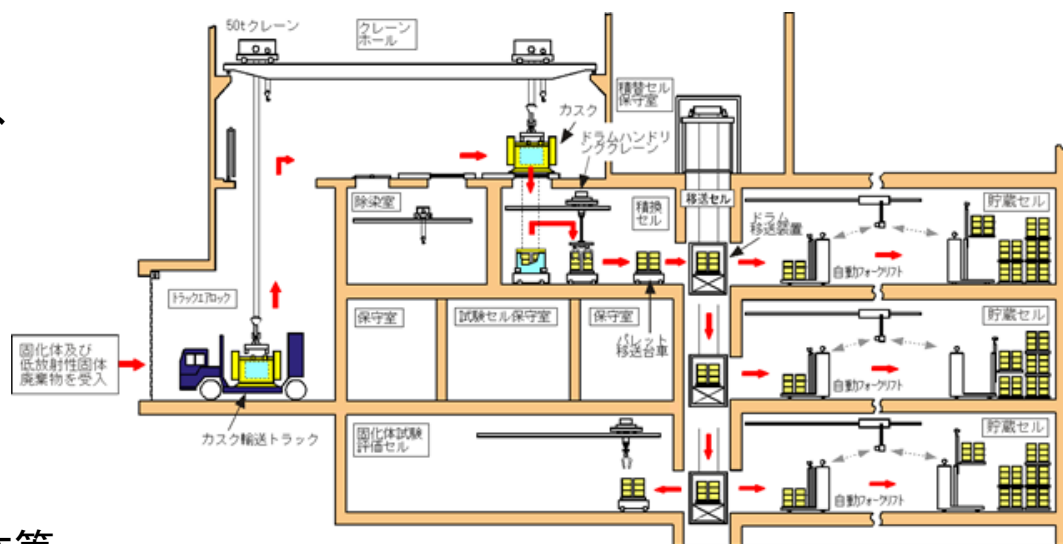 50tクレーン
クレーン
ホール
カスク
ドラムハンドリ
ングクレーン
積替セル
保守室
除染室
積換
セル
移送セル
ドラム
移送装置
貯蔵セル
自動フォークリフト
トラックエアロック
保守室
試験セル保守室
保守室
パレット
移送台車
貯蔵セル
自動フォークリフト
固化体及び
低放射性固体
廃棄物を受入
カスク輸送トラック
固化体試験
評価セル
貯蔵セル
自動フォークリフト